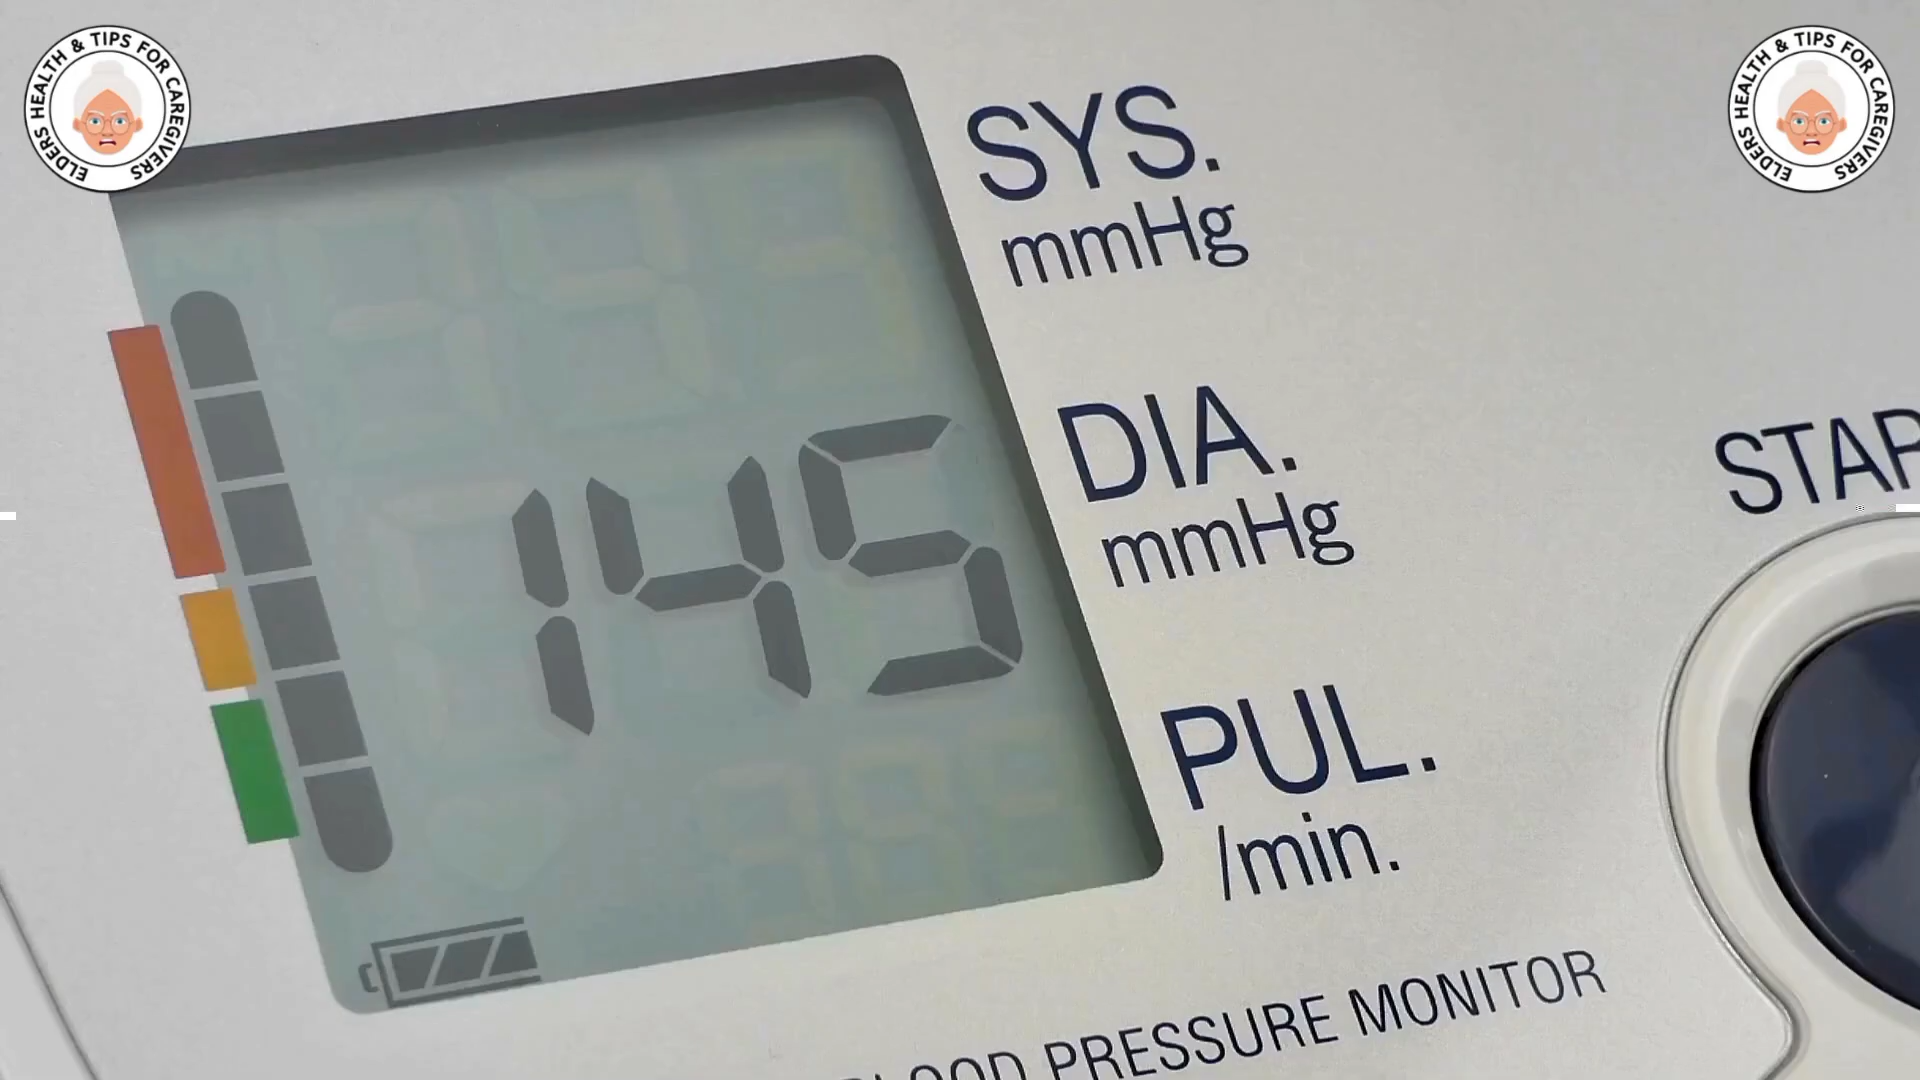 ELDERS HEALTH & TIPS FOR CAREGIVERS
ELDERS HEALTH & TIPS FOR CAREGIVERS
SYS.
mmHg
145
DIA.
mmHg
STAR
PUL.
/min.
BLOOD PRESSURE MONITOR